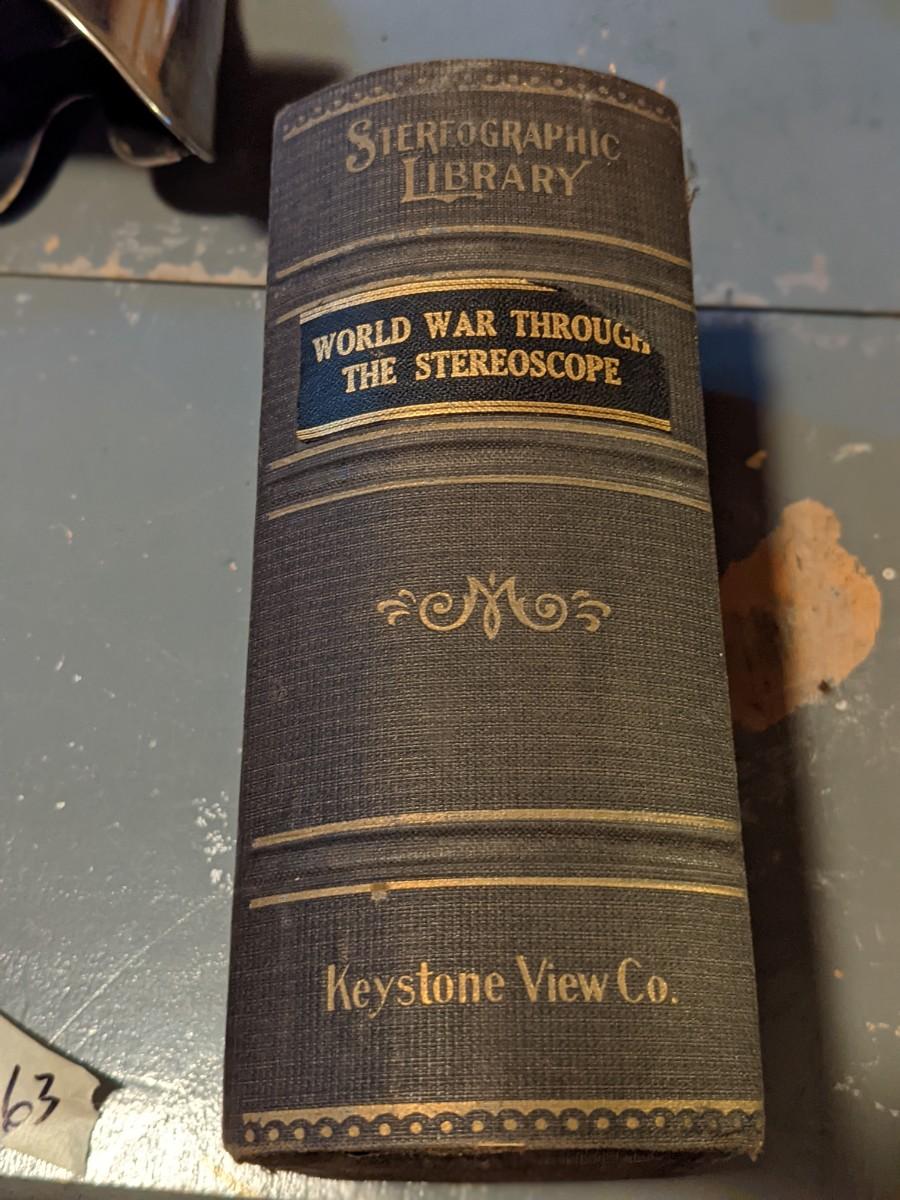 STEREOGRAPHIC
LIBRARY
WORLD WAR THROUGH
THE STEREOSCOPE
Keystone View Co.
63